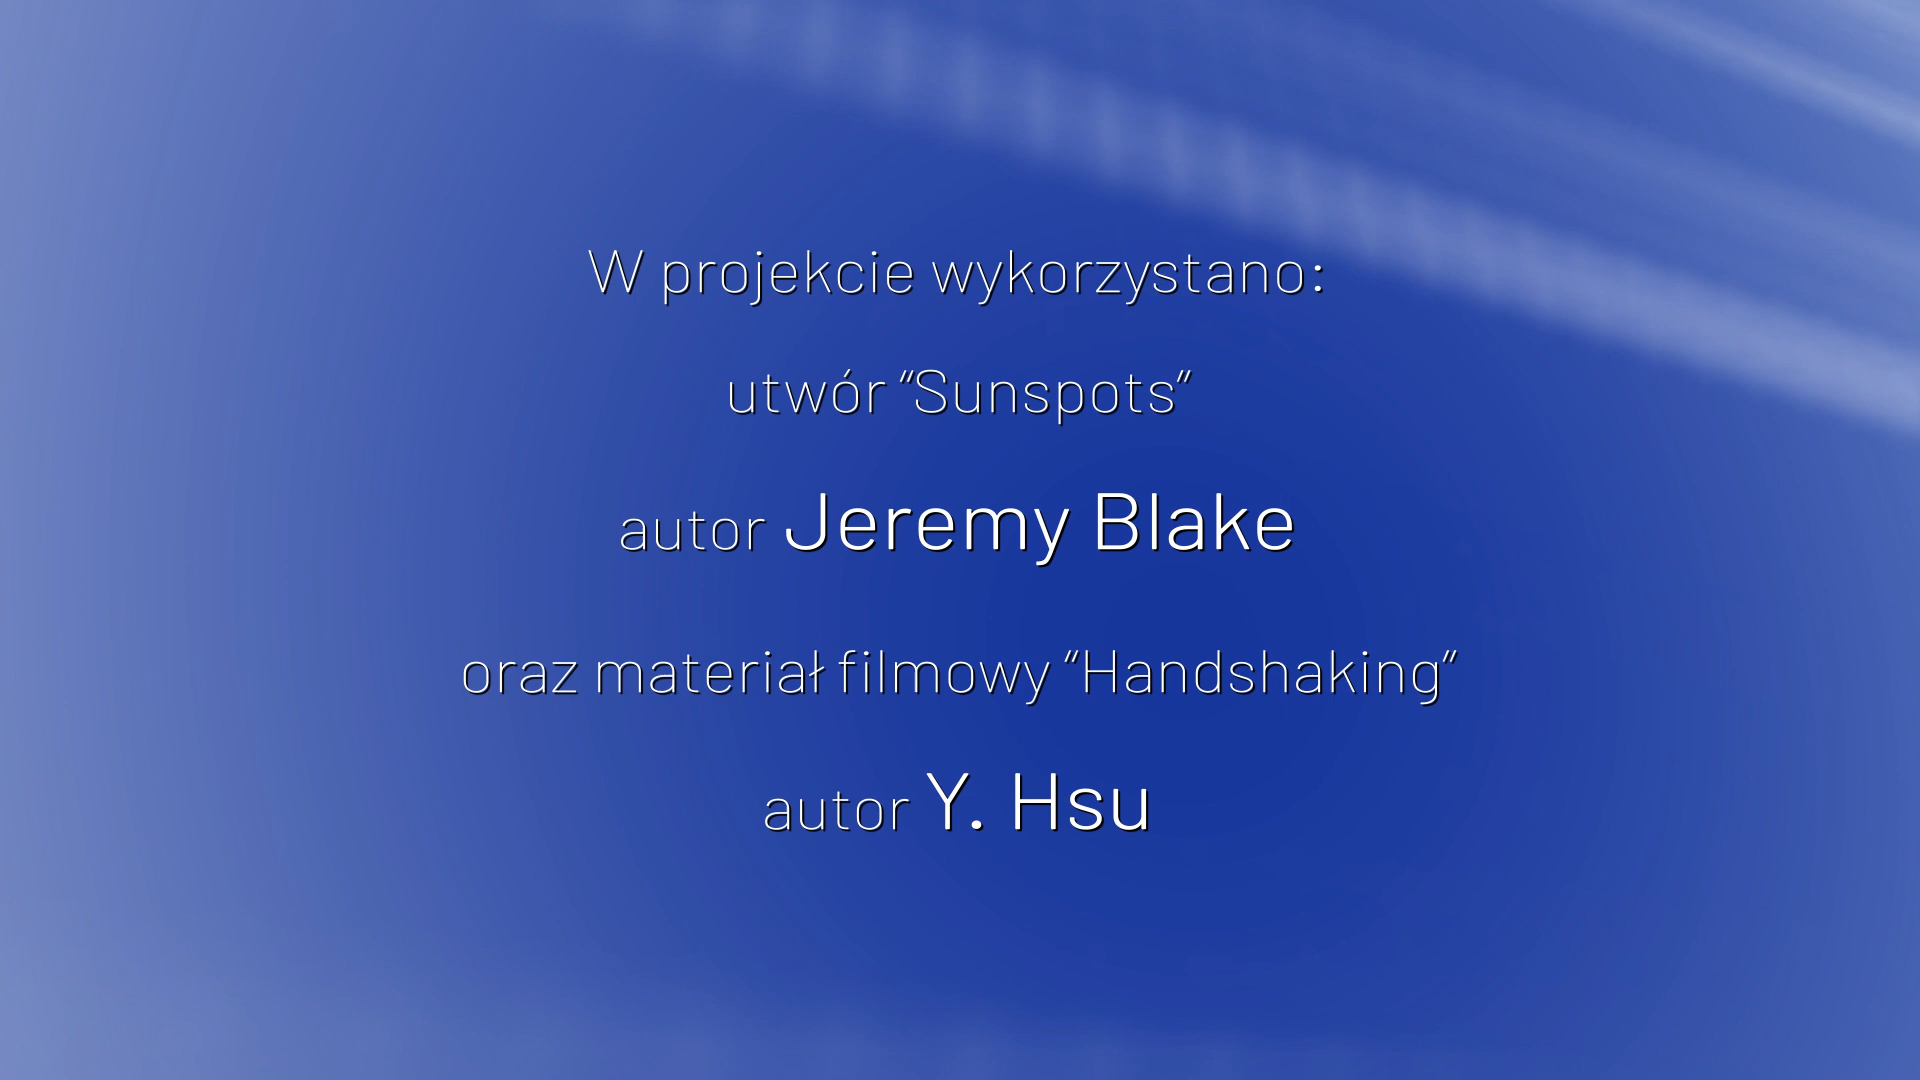 W projekcie wykorzystano:
utwór “Sunspots”
autor Jeremy Blake
oraz materiał filmowy “Handshaking”
autor Y. Hsu